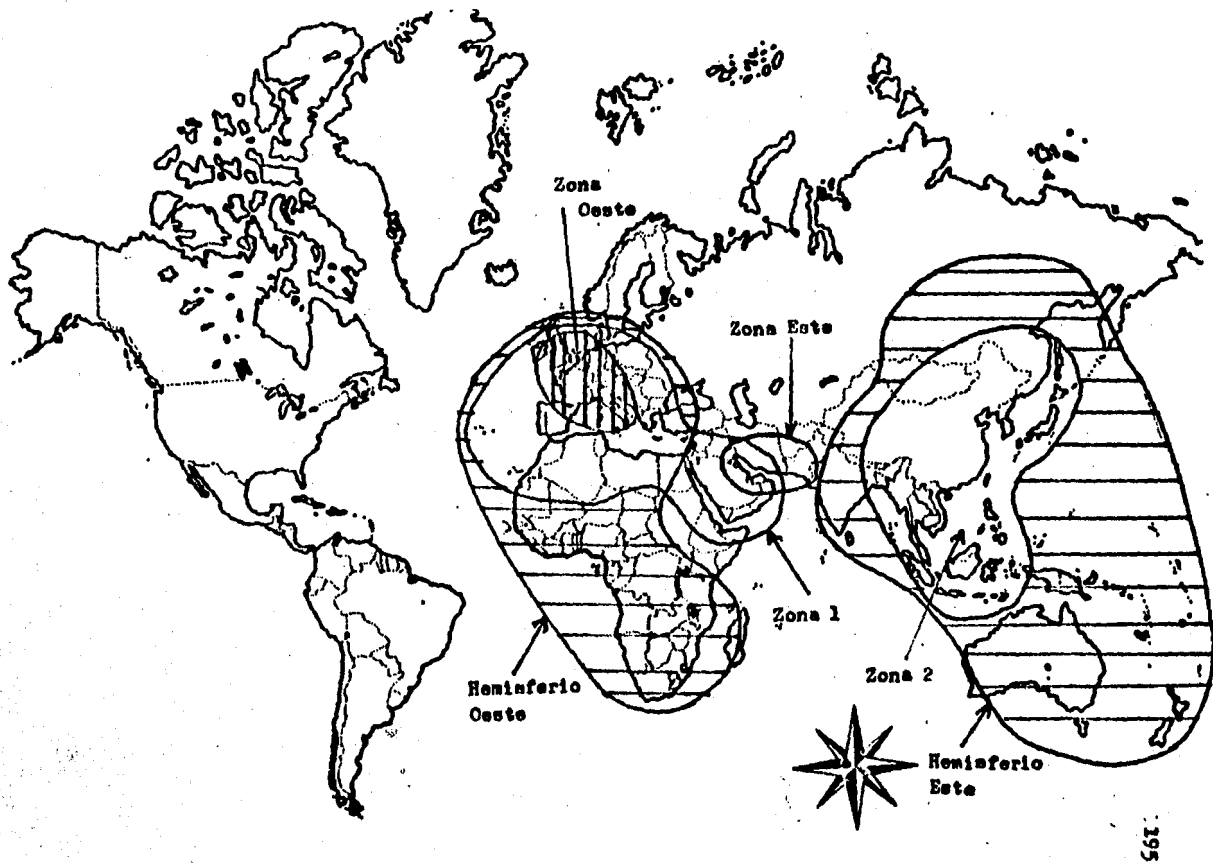 Zona
Oeste
Zona Este
Zona 1
Zona 2
Hemisferio
Oeste
Hemisferio
Este
195